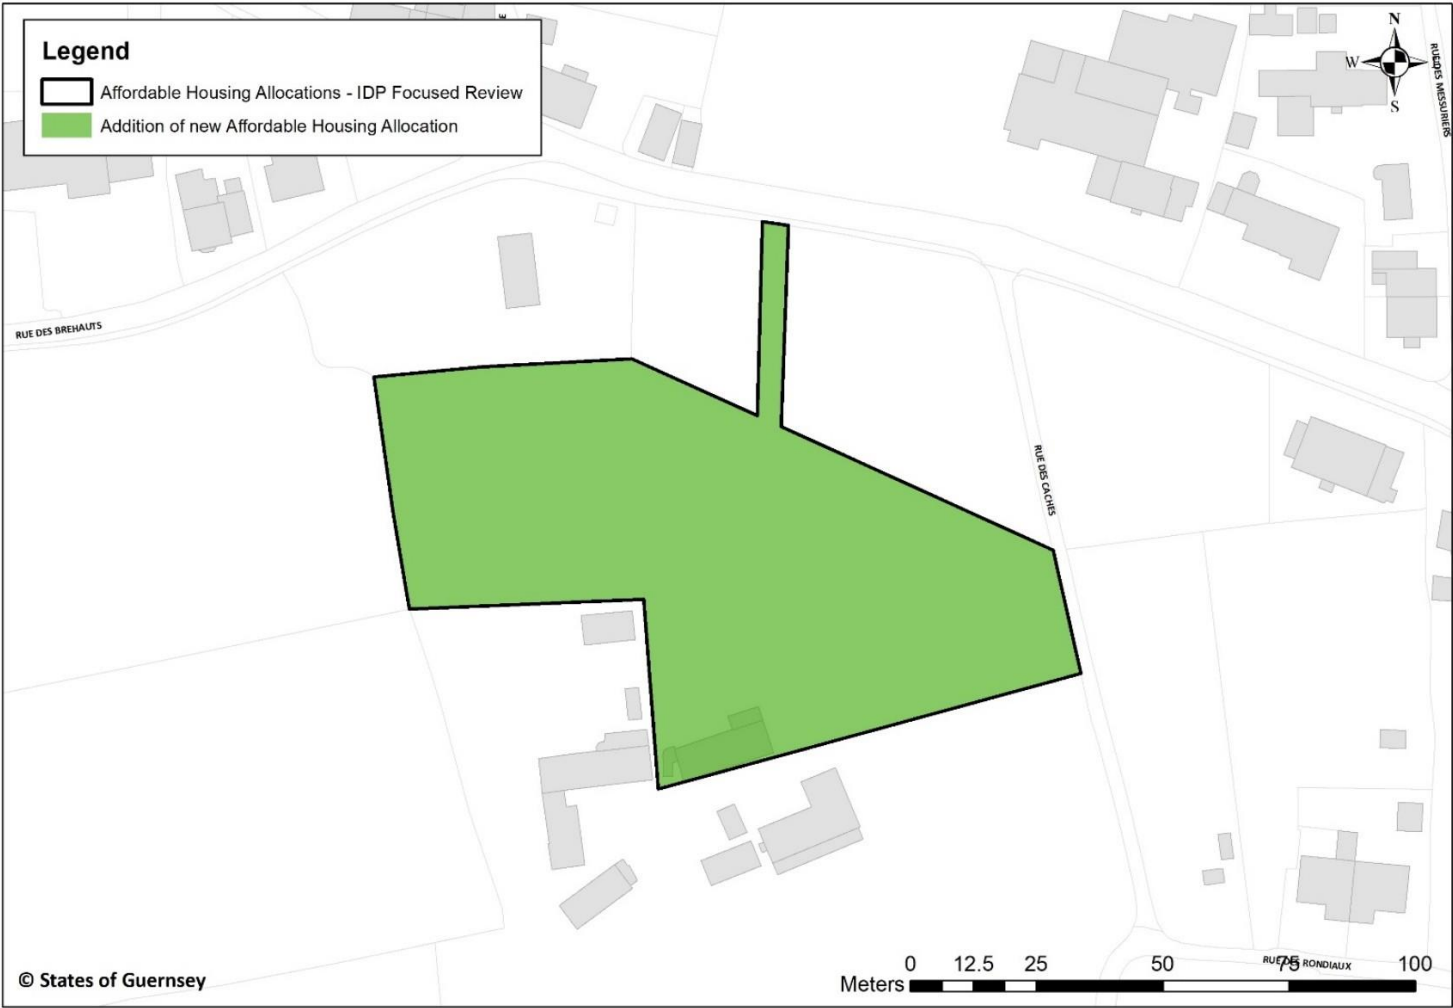 Legend
Affordable Housing Allocations - IDP Focused Review
Addition of new Affordable Housing Allocation
N
W
S
RUE DES MESSURIERS
RUE DES BREHAUTS
RUE DES CACHES
RUE DES RONDIAUX
Meters
0 12.5 25 50 75 100
© States of Guernsey